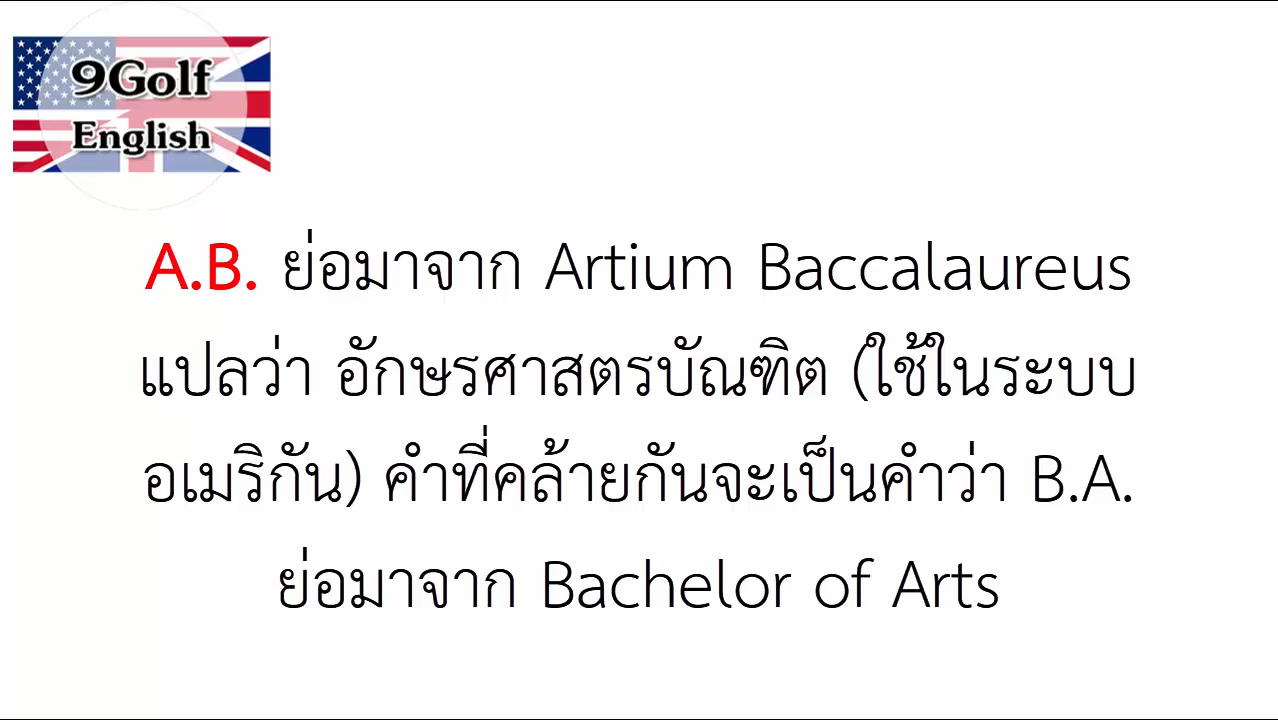 9Golf
English
A.B. ย่อมาจาก Artium Baccalaureus
แปลว่า อักษรศาสตรบัณฑิต (ใช้ในระบบ
อเมริกัน) คำที่คล้ายกันจะเป็นคำว่า B.A.
ย่อมาจาก Bachelor of Arts